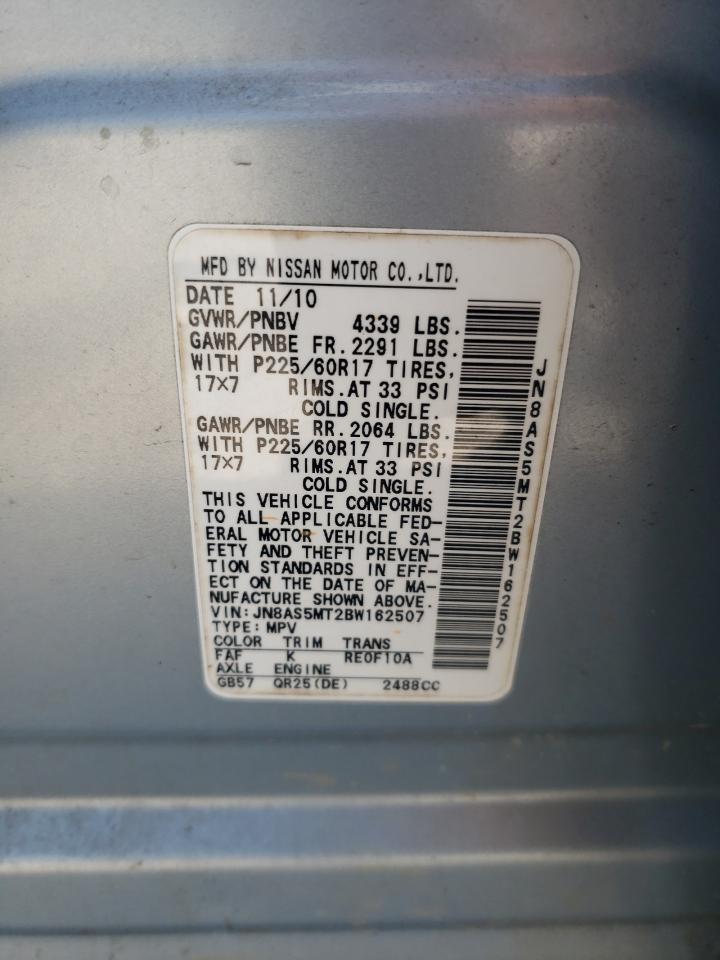 MFD BY NISSAN MOTOR CO.,LTD.
DATE 11/10
GVWR/PNBV 4339 LBS.
GAWR/PNBE FR.2291 LBS.
WITH P225/60R17 TIRES,
17×7 RIMS.AT 33 PSI
COLD SINGLE.
GAWR/PNBE RR.2064 LBS.
WITH P225/60R17 TIRES,
17×7 RIMS.AT 33 PSI
COLD SINGLE.
THIS VEHICLE CONFORMS
TO ALL APPLICABLE FED-
ERAL MOTOR VEHICLE SA-
FETY AND THEFT PREVEN-
TION STANDARDS IN EFF-
ECT ON THE DATE OF MA-
NUFACTURE SHOWN ABOVE.
VIN:JN8AS5MT2BW162507
TYPE:MPV
COLOR TRIM TRANS
FAF K RE0F10A
AXLE ENGINE
GB57 QR25(DE) 2488CC
JN8AS5MT2BW162507